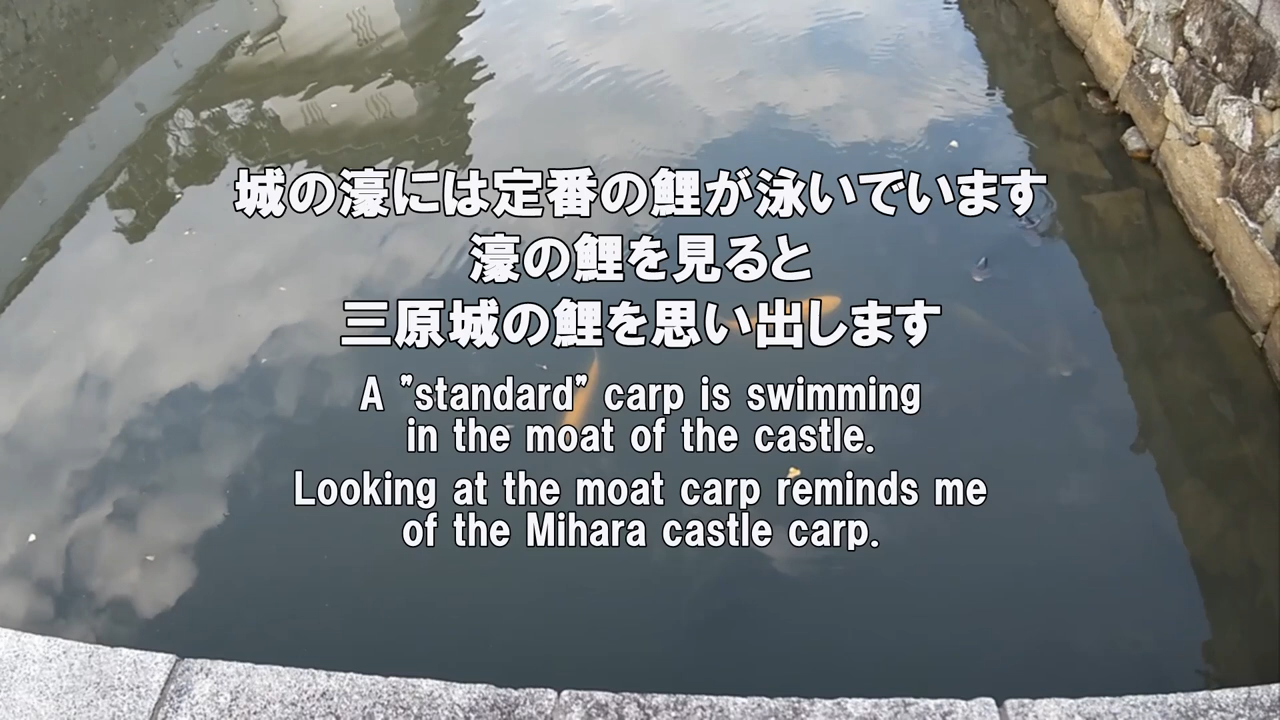 城の濠には定番の鯉が泳いでいます
濠の鯉を見ると
三原城の鯉を思い出します
A "standard" carp is swimming
in the moat of the castle.
Looking at the moat carp reminds me
of the Mihara castle carp.